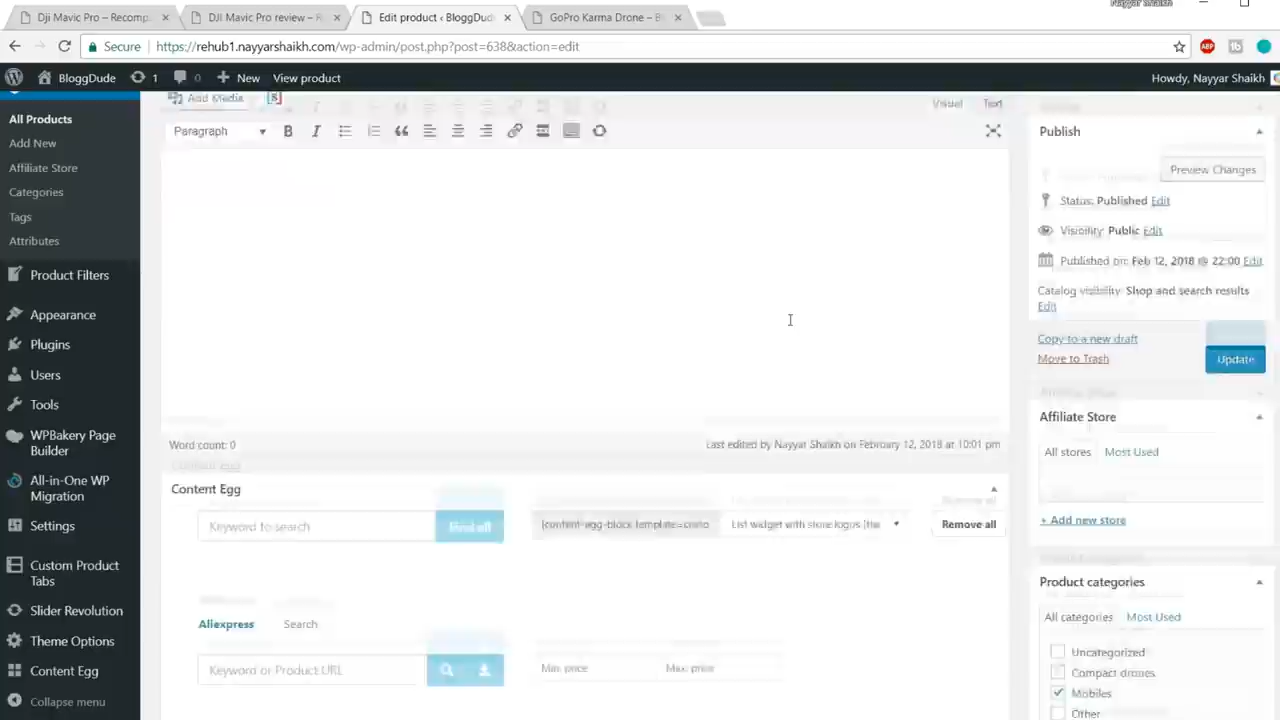 Nayyar Shaikh
Dji Mavic Pro – Recomp
DJI Mavic Pro review – R
Edit product ‹ BloggDud
GoPro Karma Drone – Bl
Secure
https://rehub1.nayyarshaikh.com/wp-admin/post.php?post=638&action=edit
BloggDude
1
0
New
View product
Howdy, Nayyar Shaikh
All Products
Add New
Affiliate Store
Categories
Tags
Attributes
Product Filters
Appearance
Plugins
Users
Tools
WPBakery Page
Builder
All-in-One WP
Migration
Settings
Custom Product
Tabs
Slider Revolution
Theme Options
Content Egg
Collapse menu
Add Media
Visual
Text
Paragraph
Word count: 0
Last edited by Nayyar Shaikh on February 12, 2018 at 10:01 pm
Content Egg
Keyword to search
Find all
[content-egg-block template=custo
List widget with store logos (the
Remove all
Aliexpress
Search
Keyword or Product URL
Min. price
Max. price
Publish
Preview Changes
Status: Published Edit
Visibility: Public Edit
Published on: Feb 12, 2018 @ 22:00 Edit
Catalog visibility: Shop and search results
Edit
Copy to a new draft
Move to Trash
Update
Affiliate Store
All stores
Most Used
+ Add new store
Product categories
All categories
Most Used
Uncategorized
Compact drones
Mobiles
Other